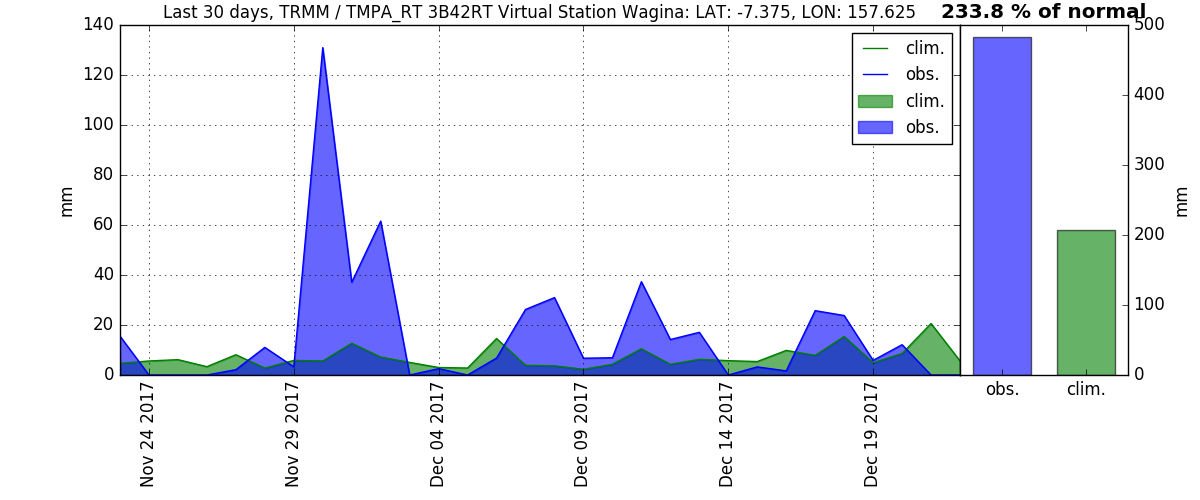 Last 30 days, TRMM / TMPA_RT 3B42RT Virtual Station Wagina: LAT: -7.375, LON: 157.625
233.8 % of normal
140
120
100
80
60
40
20
0
mm
clim.
obs.
clim.
obs.
Nov 24 2017
Nov 29 2017
Dec 04 2017
Dec 09 2017
Dec 14 2017
Dec 19 2017
500
400
300
200
100
0
mm
obs.
clim.